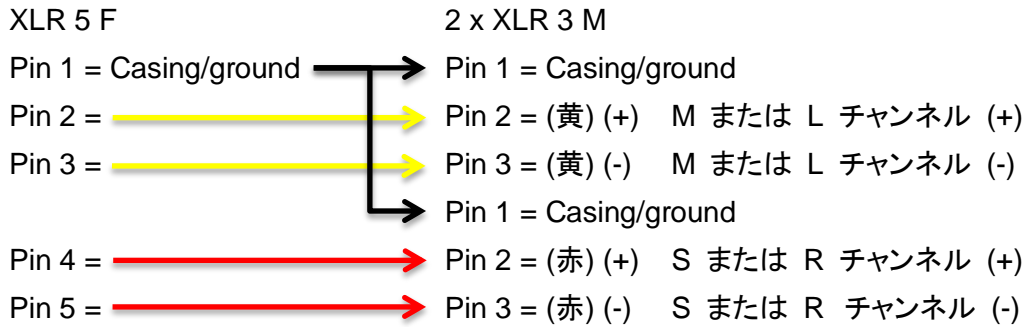 XLR 5 F 2 x XLR 3 M
Pin 1 = Casing/ground Pin 1 = Casing/ground
Pin 2 = Pin 2 = (黄) (+) M または L チャンネル (+)
Pin 3 = Pin 3 = (黄) (-) M または L チャンネル (-)
Pin 1 = Casing/ground
Pin 4 = Pin 2 = (赤) (+) S または R チャンネル (+)
Pin 5 = Pin 3 = (赤) (-) S または R チャンネル (-)